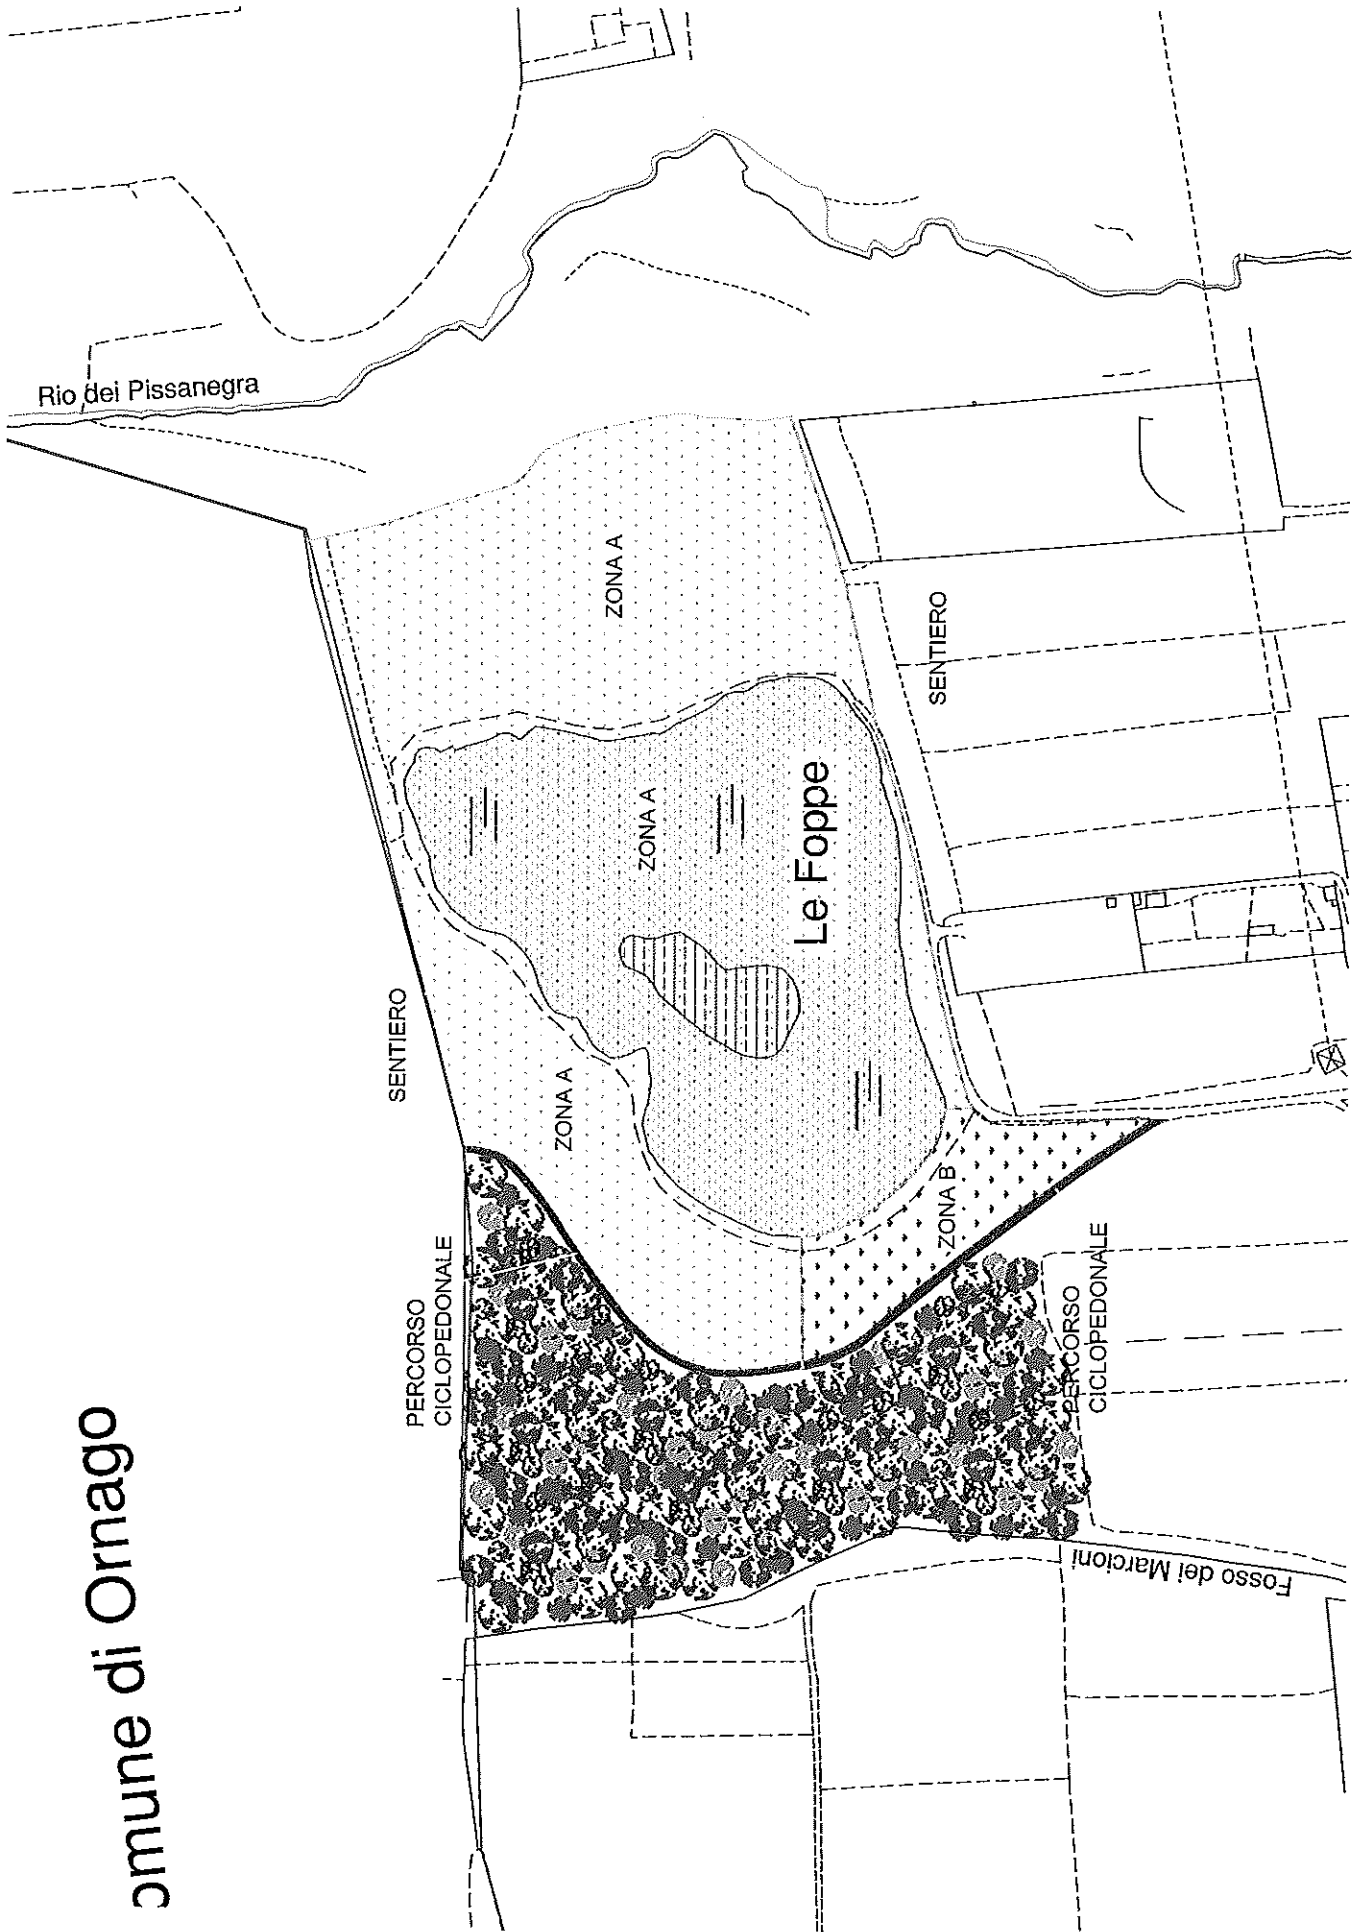 Rio dei Pissanegra
ZONA A
SENTIERO
ZONA A
Le Foppe
SENTIERO
ZONA A
ZONA B
PERCORSO
CICLOPEDONALE
PERCORSO
CICLOPEDONALE
omune di Ornago
Fosso dei Marcioni